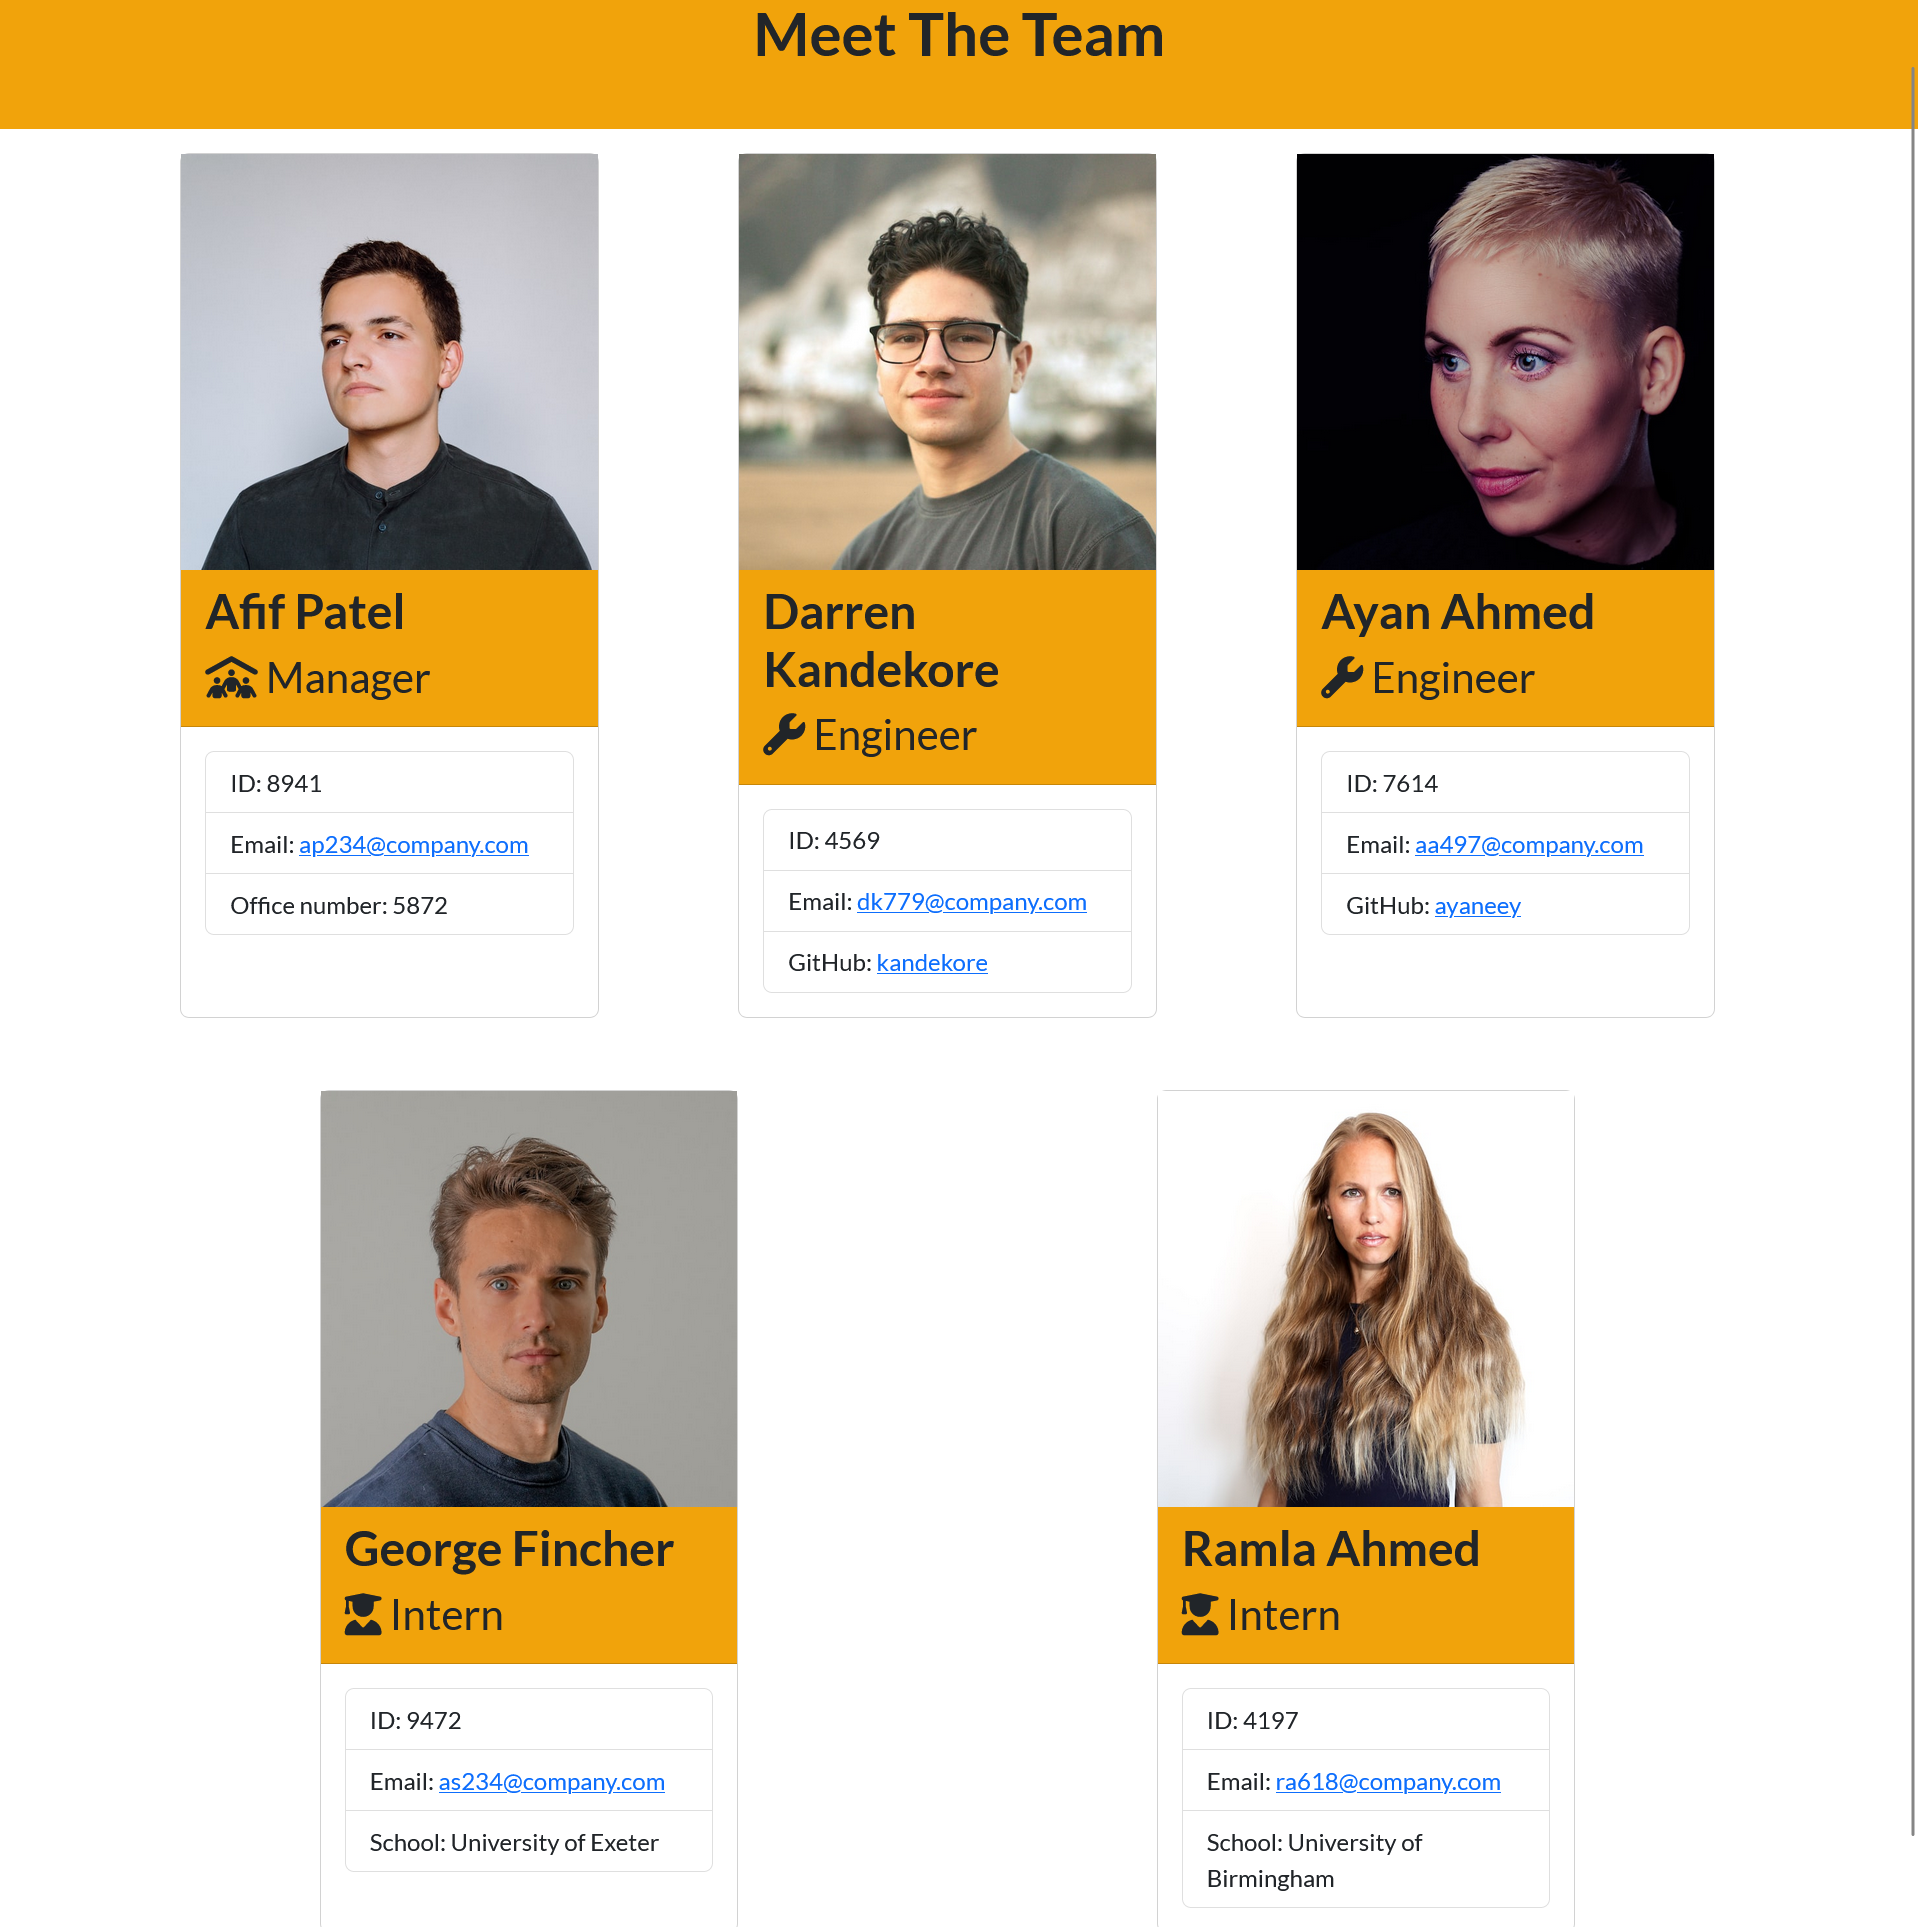 Meet The Team
Afif Patel
Manager
ID: 8941
Email: ap234@company.com
Office number: 5872
Darren
Kandekore
Engineer
ID: 4569
Email: dk779@company.com
GitHub: kandekore
Ayan Ahmed
Engineer
ID: 7614
Email: aa497@company.com
GitHub: ayaneey
George Fincher
Intern
ID: 9472
Email: as234@company.com
School: University of Exeter
Ramla Ahmed
Intern
ID: 4197
Email: ra618@company.com
School: University of
Birmingham